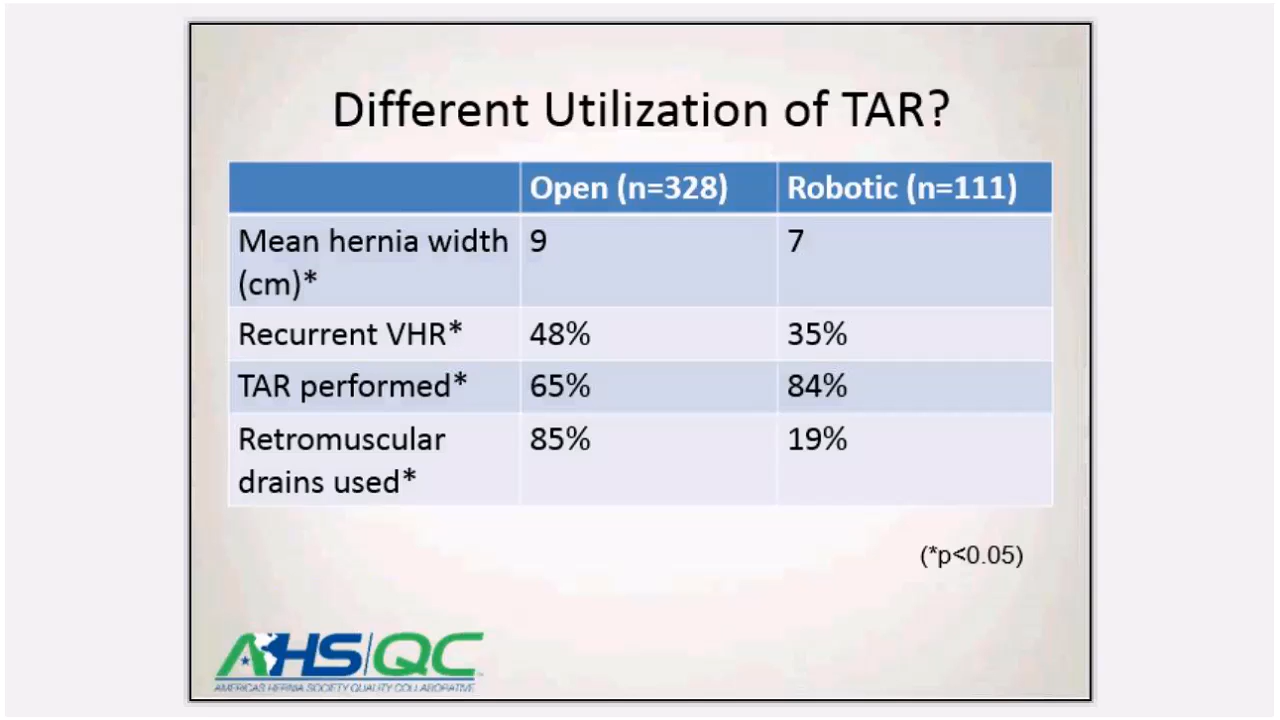 Different Utilization of TAR?
Open (n=328) Robotic (n=111)
Mean hernia width 9 7
(cm)*
Recurrent VHR* 48% 35%
TAR performed* 65% 84%
Retromuscular 85% 19%
drains used*
(*p<0.05)
AHS|QC
AMERICAS HERNIA SOCIETY QUALITY COLLABORATIVE